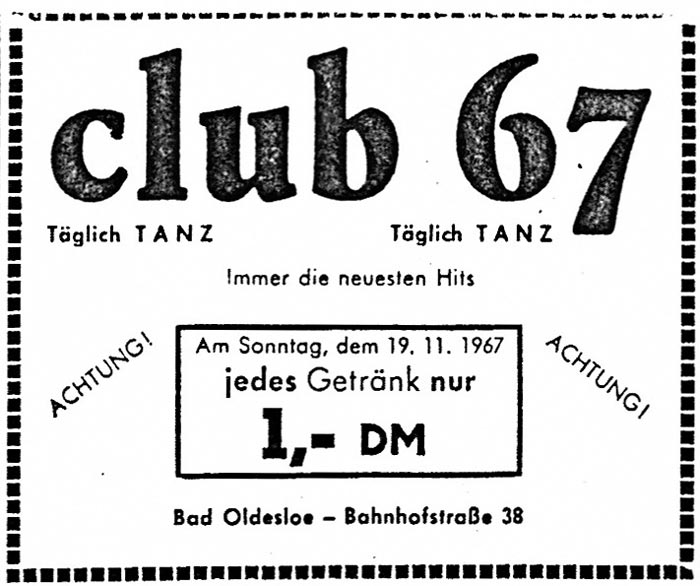 club 67
Täglich TANZ Täglich TANZ
Immer die neuesten Hits
ACHTUNG!
Am Sonntag, dem 19. 11. 1967
jedes Getränk nur
1,- DM
ACHTUNG!
Bad Oldesloe – Bahnhofstraße 38